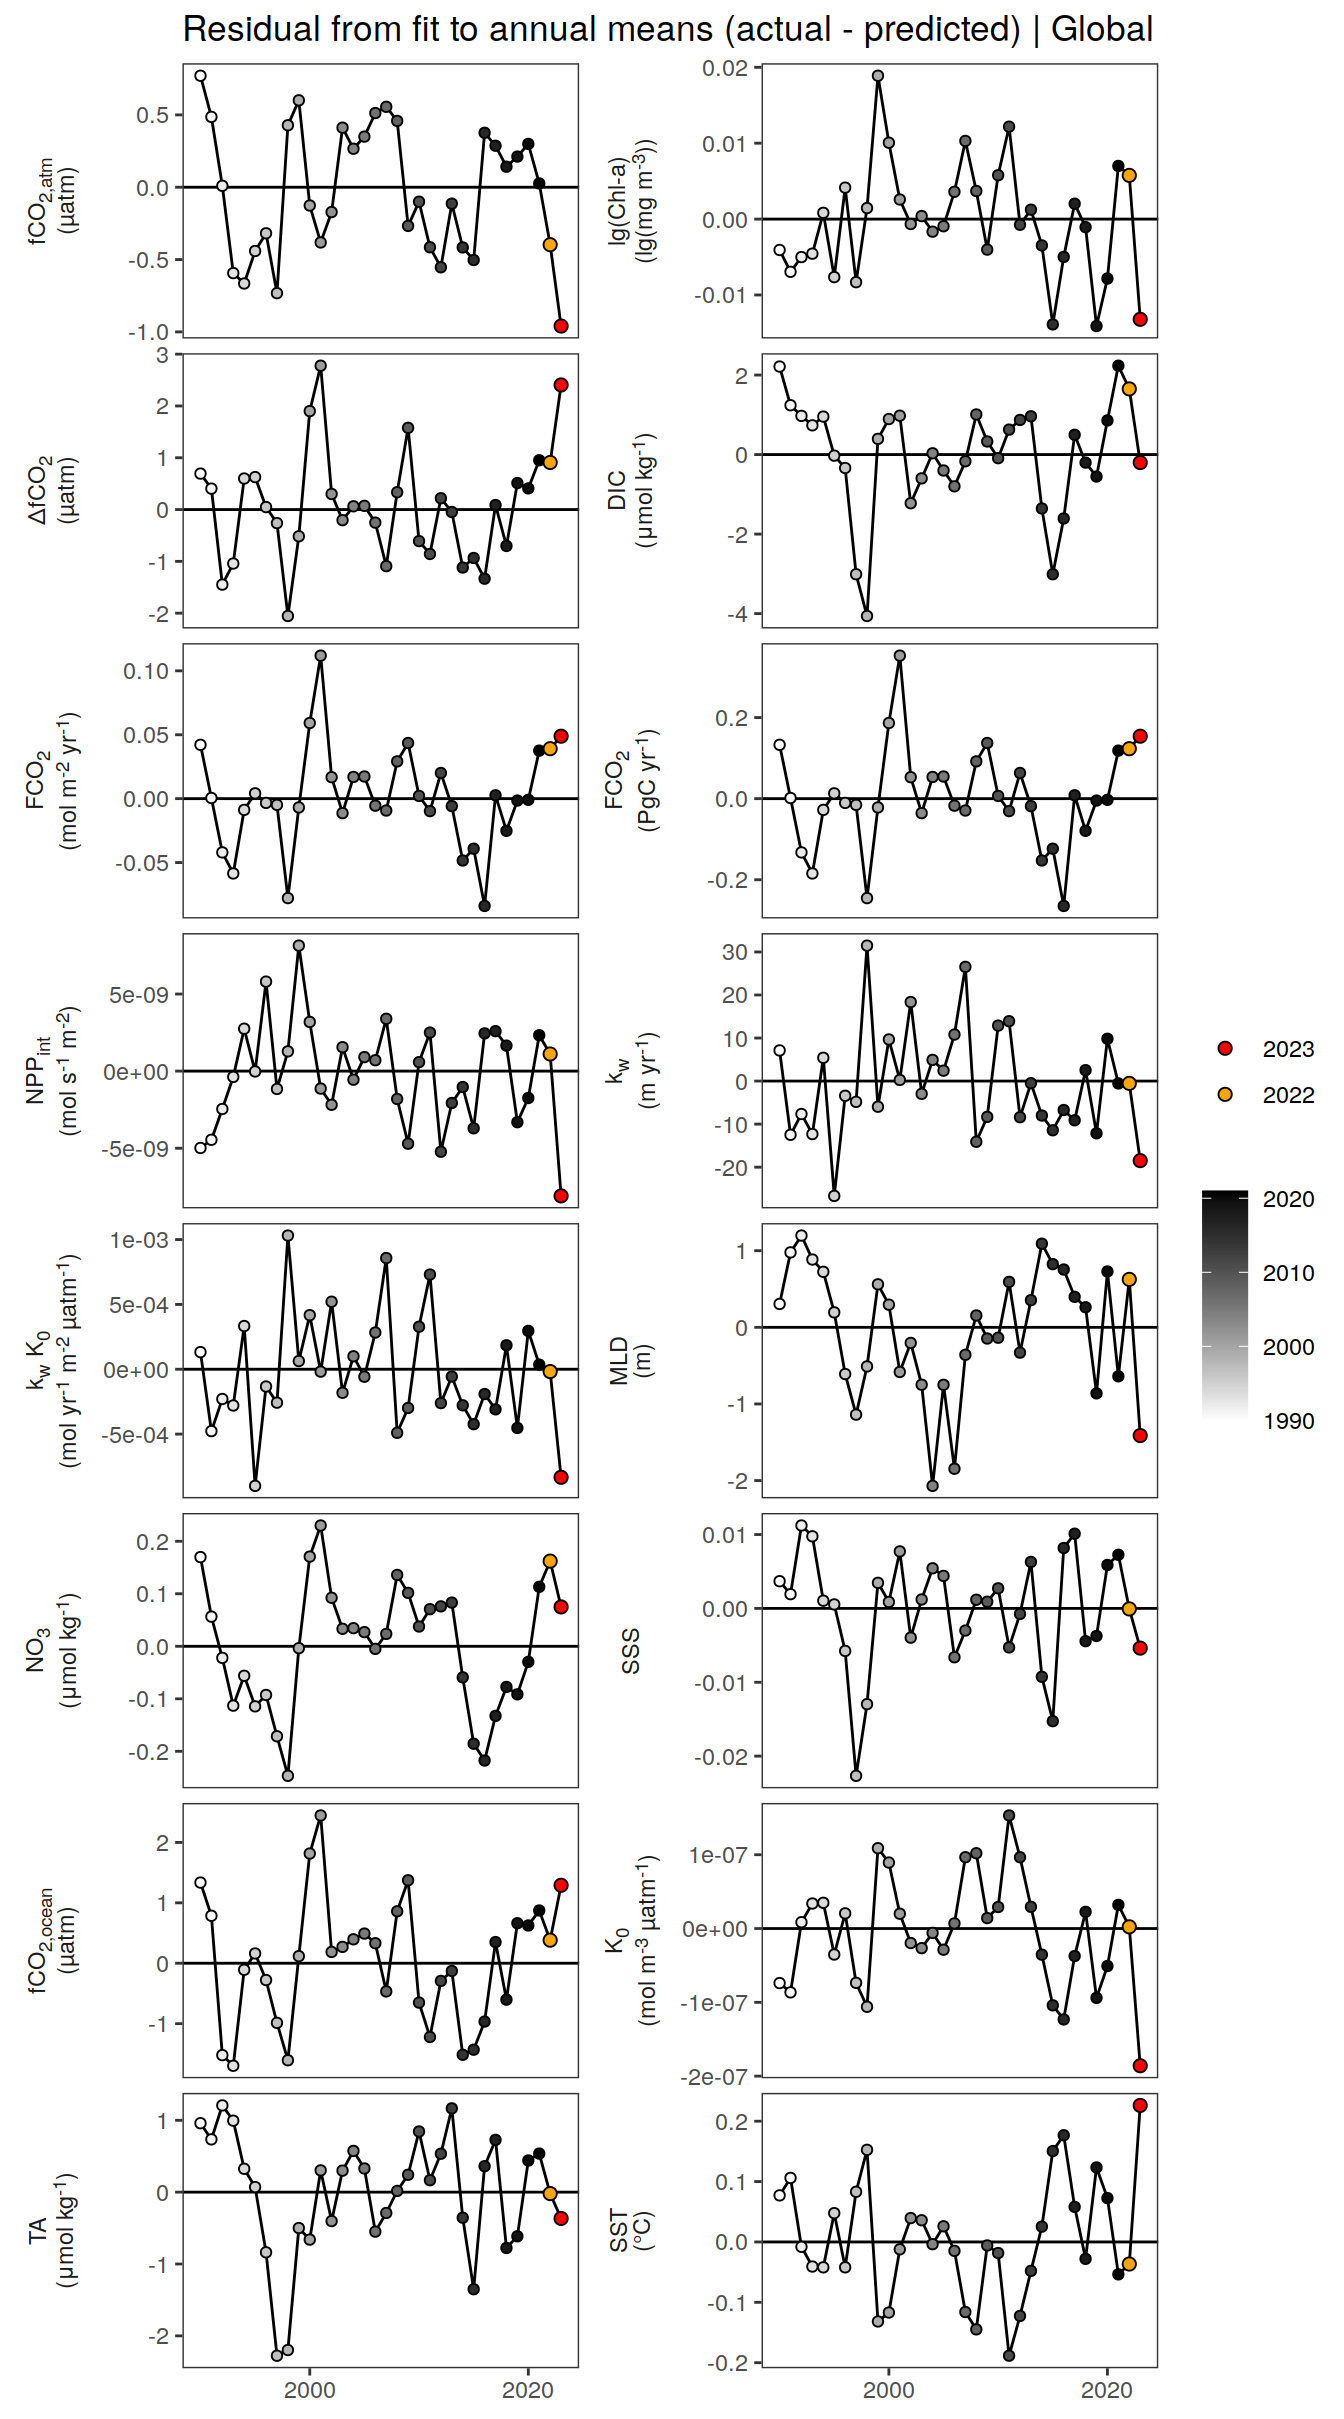 Residual from fit to annual means (actual - predicted) | Global
fCO2,atm
(µatm)
0.5
0.0
-0.5
-1.0
lg(Chl-a)
(lg(mg m-3))
0.02
0.01
0.00
-0.01
ΔfCO2
(µatm)
3
2
1
0
-1
-2
DIC
(µmol kg-1)
2
0
-2
-4
FCO2
(mol m-2 yr-1)
0.10
0.05
0.00
-0.05
FCO2
(PgC yr-1)
0.2
0.0
-0.2
NPPint
(mol s-1 m-2)
5e-09
0e+00
-5e-09
kw
(m yr-1)
30
20
10
0
-10
-20
kw K0
(mol yr-1 m-2 µatm-1)
1e-03
5e-04
0e+00
-5e-04
MLD
(m)
1
0
-1
-2
NO3
(µmol kg-1)
0.2
0.1
0.0
-0.1
-0.2
SSS
0.01
0.00
-0.01
-0.02
fCO2,ocean
(µatm)
2
1
0
-1
K0
(mol m-3 µatm-1)
1e-07
0e+00
-1e-07
-2e-07
TA
(µmol kg-1)
1
0
-1
-2
SST
(°C)
0.2
0.1
0.0
-0.1
-0.2
2000
2020
2000
2020
2023
2022
2020
2010
2000
1990